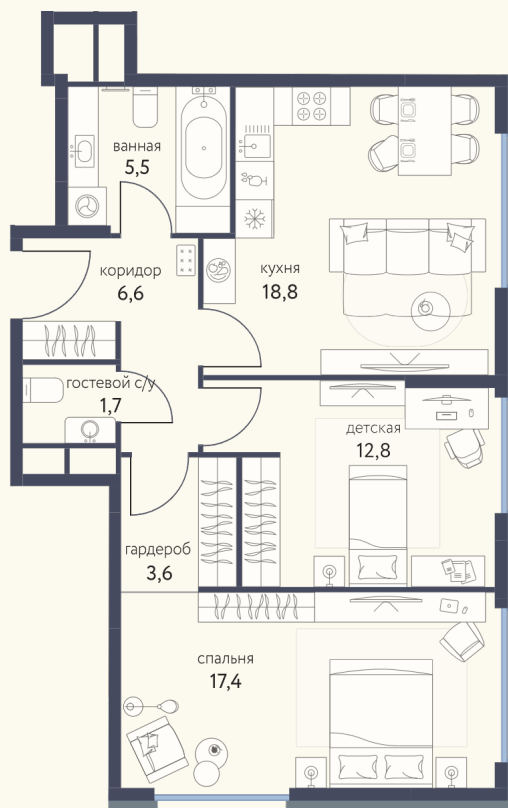 ванная
5,5
коридор
6,6
кухня
18,8
гостевой с/у
1,7
детская
12,8
гардероб
3,6
спальня
17,4